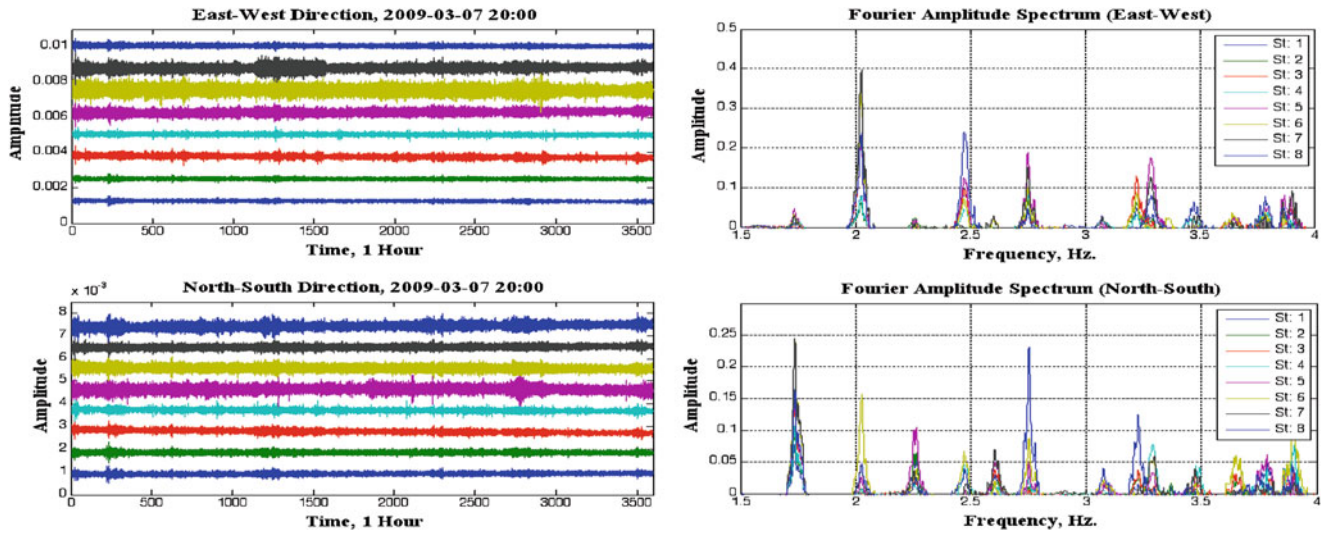 East-West Direction, 2009-03-07 20:00
0.01
0.008
0.006
0.004
0.002
0
Amplitude
0 500 1000 1500 2000 2500 3000 3500
Time, 1 Hour
Fourier Amplitude Spectrum (East-West)
0.5
0.4
0.3
0.2
0.1
0
Amplitude
1.5 2 2.5 3 3.5 4
Frequency, Hz.
St: 1
St: 2
St: 3
St: 4
St: 5
St: 6
St: 7
St: 8
North-South Direction, 2009-03-07 20:00
x 10⁻³
8
7
6
5
4
3
2
1
0
Amplitude
0 500 1000 1500 2000 2500 3000 3500
Time, 1 Hour
Fourier Amplitude Spectrum (North-South)
0.25
0.2
0.15
0.1
0.05
0
Amplitude
1.5 2 2.5 3 3.5 4
Frequency, Hz.
St: 1
St: 2
St: 3
St: 4
St: 5
St: 6
St: 7
St: 8